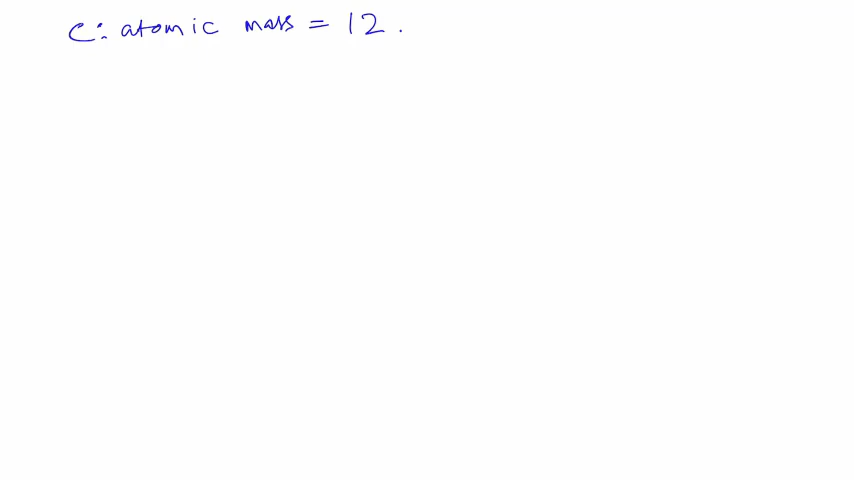 C: atomic mass = 12.